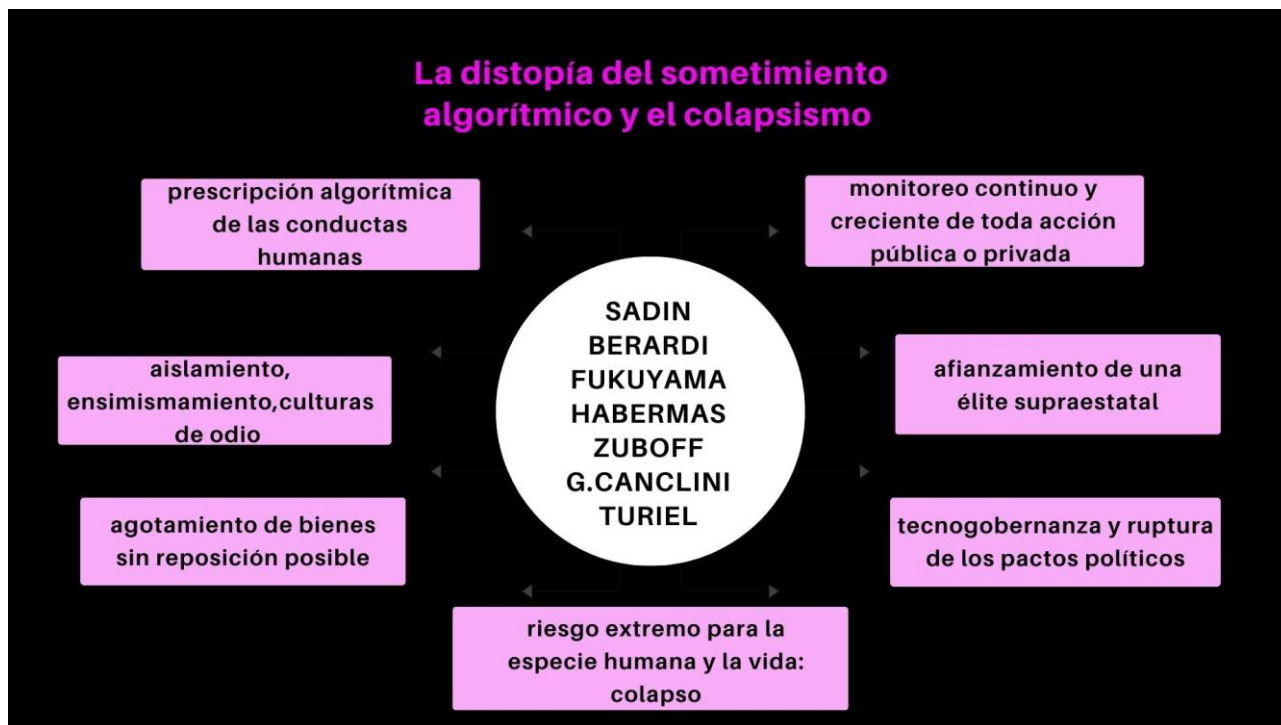 La distopía del sometimiento
algorítmico y el colapsismo
prescripción algorítmica
de las conductas
humanas
monitoreo continuo y
creciente de toda acción
pública o privada
SADIN
BERARDI
FUKUYAMA
HABERMAS
ZUBOFF
G.CANCLINI
TURIEL
aislamiento,
ensimismamiento,culturas
de odio
afianzamiento de una
élite supraestatal
agotamiento de bienes
sin reposición posible
tecnogobernanza y ruptura
de los pactos políticos
riesgo extremo para la
especie humana y la vida:
colapso